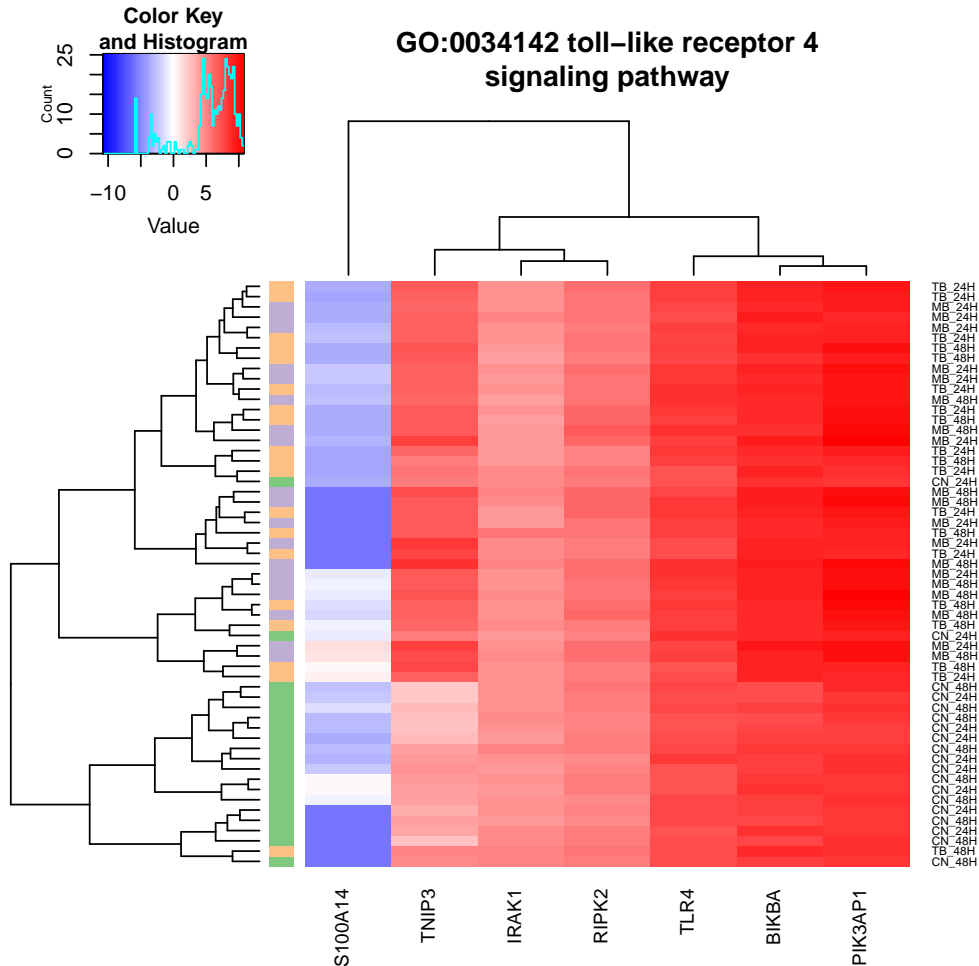 Color Key
and Histogram
Count
0
10
25
−10
0
5
Value
GO:0034142 toll−like receptor 4
signaling pathway
TB_24H
TB_24H
MB_24H
MB_24H
MB_24H
TB_24H
TB_48H
TB_48H
MB_24H
MB_24H
TB_24H
MB_48H
TB_24H
TB_48H
MB_48H
MB_24H
TB_24H
TB_48H
TB_24H
CN_24H
MB_48H
MB_48H
TB_24H
MB_24H
TB_48H
MB_24H
TB_24H
MB_48H
MB_24H
MB_48H
MB_48H
TB_48H
MB_48H
TB_48H
CN_24H
MB_24H
MB_48H
TB_48H
TB_24H
CN_48H
CN_24H
CN_48H
CN_48H
CN_24H
CN_24H
CN_48H
CN_24H
CN_24H
CN_48H
CN_24H
CN_48H
CN_24H
CN_48H
CN_24H
CN_48H
TB_48H
CN_48H
S100A14
TNIP3
IRAK1
RIPK2
TLR4
BIKBA
PIK3AP1